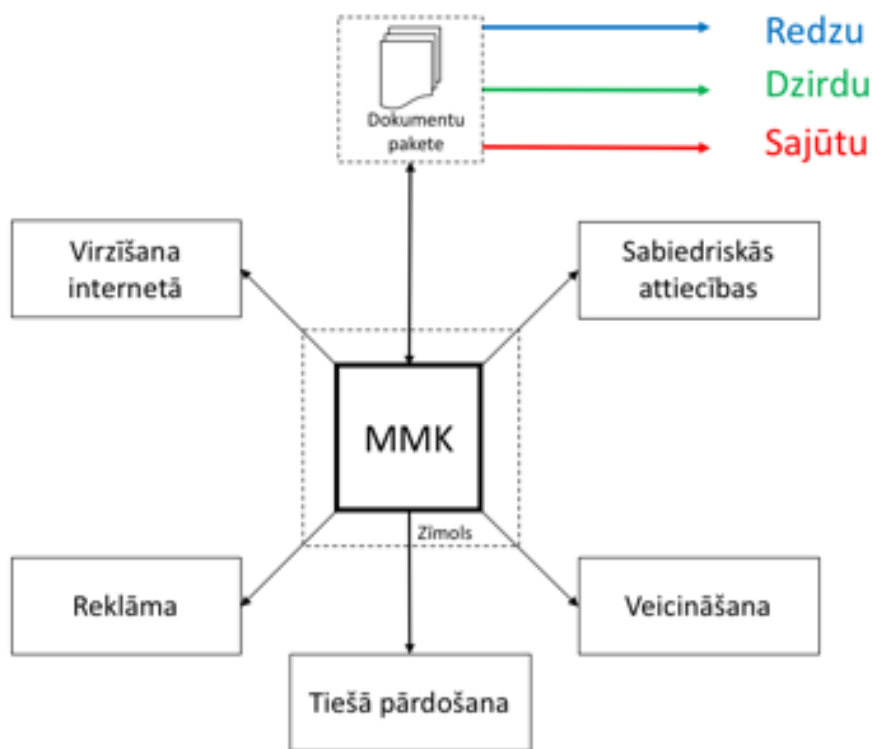 Redzu
Dzirdu
Sajūtu
Dokumentu
pakete
Virzīšana
internetā
Sabiedriskās
attiecības
MMK
Zīmols
Reklāma
Veicināšana
Tiešā pārdošana